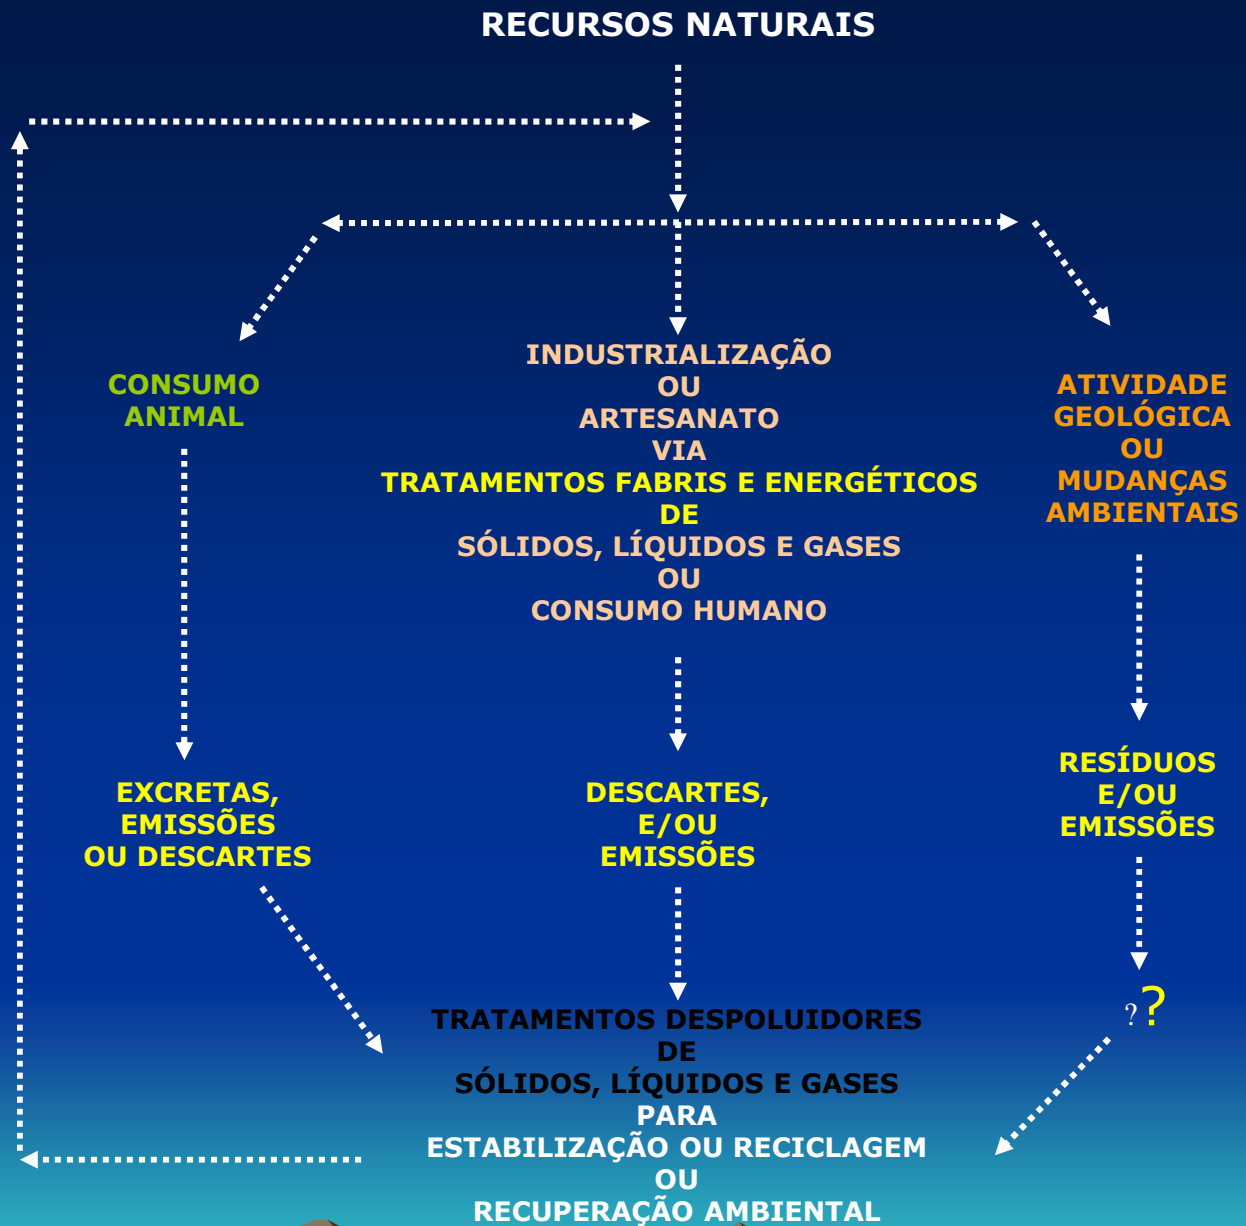 RECURSOS NATURAIS
CONSUMO
ANIMAL
INDUSTRIALIZAÇÃO
OU
ARTESANATO
VIA
TRATAMENTOS FABRIS E ENERGÉTICOS
DE
SÓLIDOS, LÍQUIDOS E GASES
OU
CONSUMO HUMANO
ATIVIDADE
GEOLÓGICA
OU
MUDANÇAS
AMBIENTAIS
EXCRETAS,
EMISSÕES
OU DESCARTES
DESCARTES,
E/OU
EMISSÕES
RESÍDUOS
E/OU
EMISSÕES
??
TRATAMENTOS DESPOLUIDORES
DE
SÓLIDOS, LÍQUIDOS E GASES
PARA
ESTABILIZAÇÃO OU RECICLAGEM
OU
RECUPERAÇÃO AMBIENTAL